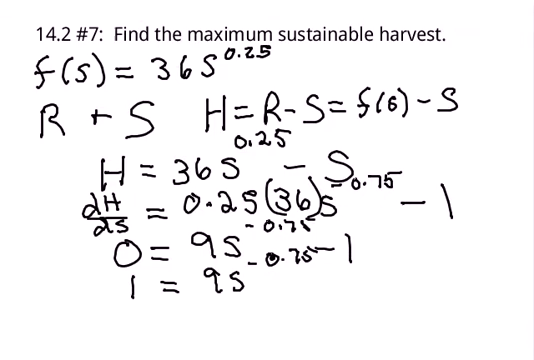 14.2 #7: Find the maximum sustainable harvest.
f(s) = 36s^0.25
R + S H = R - S = f(s) - S
H = 36s^0.25 - S
dH/ds = 0.25(36)s^-0.75 - 1
0 = 9s^-0.75 - 1
1 = 9s^-0.75